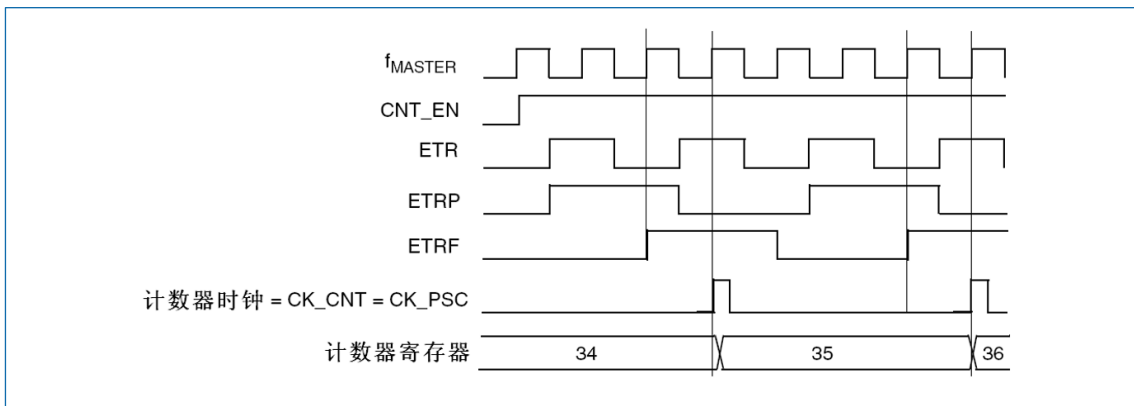 fMASTER
CNT_EN
ETR
ETRP
ETRF
计数器时钟 = CK_CNT = CK_PSC
计数器寄存器 34 35 36